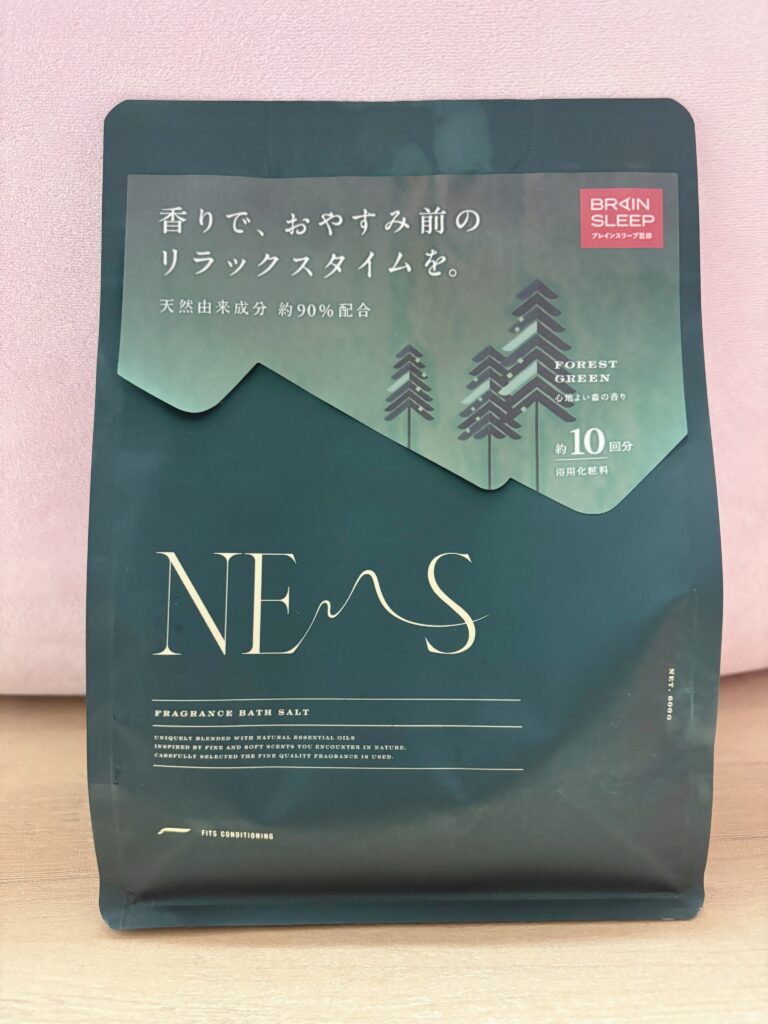 香りで、おやすみ前の
リラックスタイムを。
天然由来成分 約90%配合
BRAIN
SLEEP
ブレインスリープ監修
FOREST
GREEN
心地よい森の香り
約10回分
浴用化粧料
NEMS
FRAGRANCE BATH SALT
UNIQUELY BLENDED WITH NATURAL ESSENTIAL OILS
INSPIRED BY FINE AND SOFT SCENTS YOU ENCOUNTER IN NATURE.
CAREFULLY SELECTED THE FINE QUALITY FRAGRANCE IS USED.
NET. 600G
FITS CONDITIONING